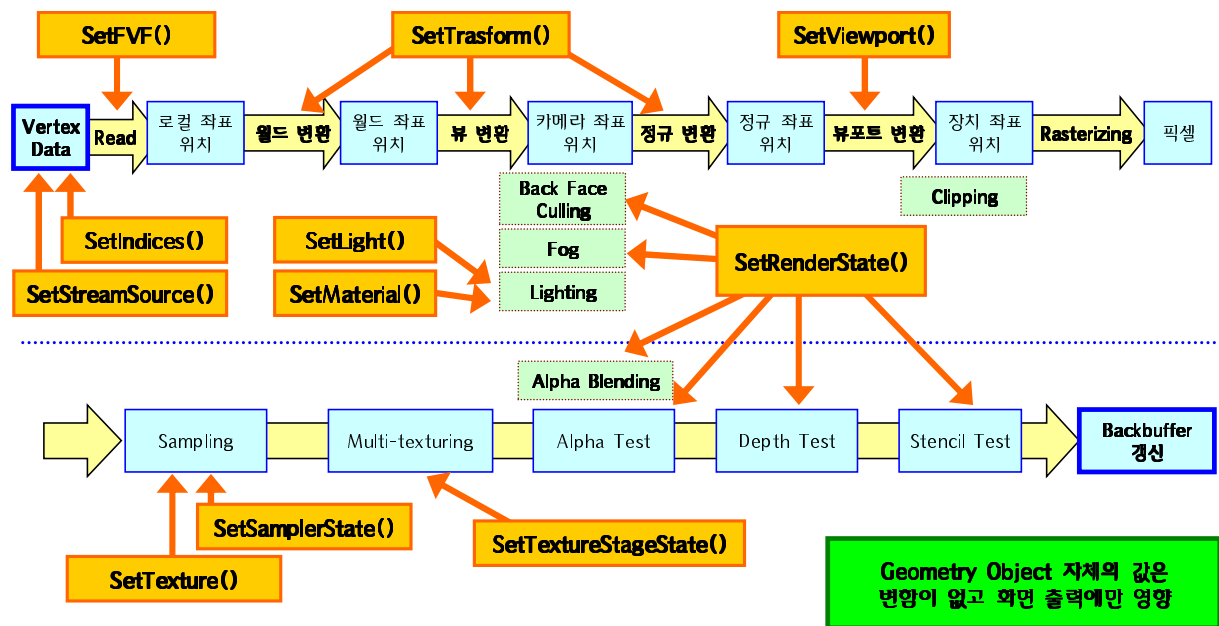 SetFVF()
SetTrasform()
SetViewport()
Vertex
Data
Read
로컬 좌표
위치
월드 변환
월드 좌표
위치
뷰 변환
카메라 좌표
위치
정규 변환
정규 좌표
위치
뷰포트 변환
장치 좌표
위치
Rasterizing
픽셀
Back Face
Culling
Clipping
SetIndices()
SetLight()
Fog
SetRenderState()
SetStreamSource()
SetMaterial()
Lighting
Alpha Blending
Sampling
Multi-texturing
Alpha Test
Depth Test
Stencil Test
Backbuffer
갱신
SetSamplerState()
SetTextureStageState()
SetTexture()
Geometry Object 자체의 값은
변함이 없고 화면 출력에만 영향